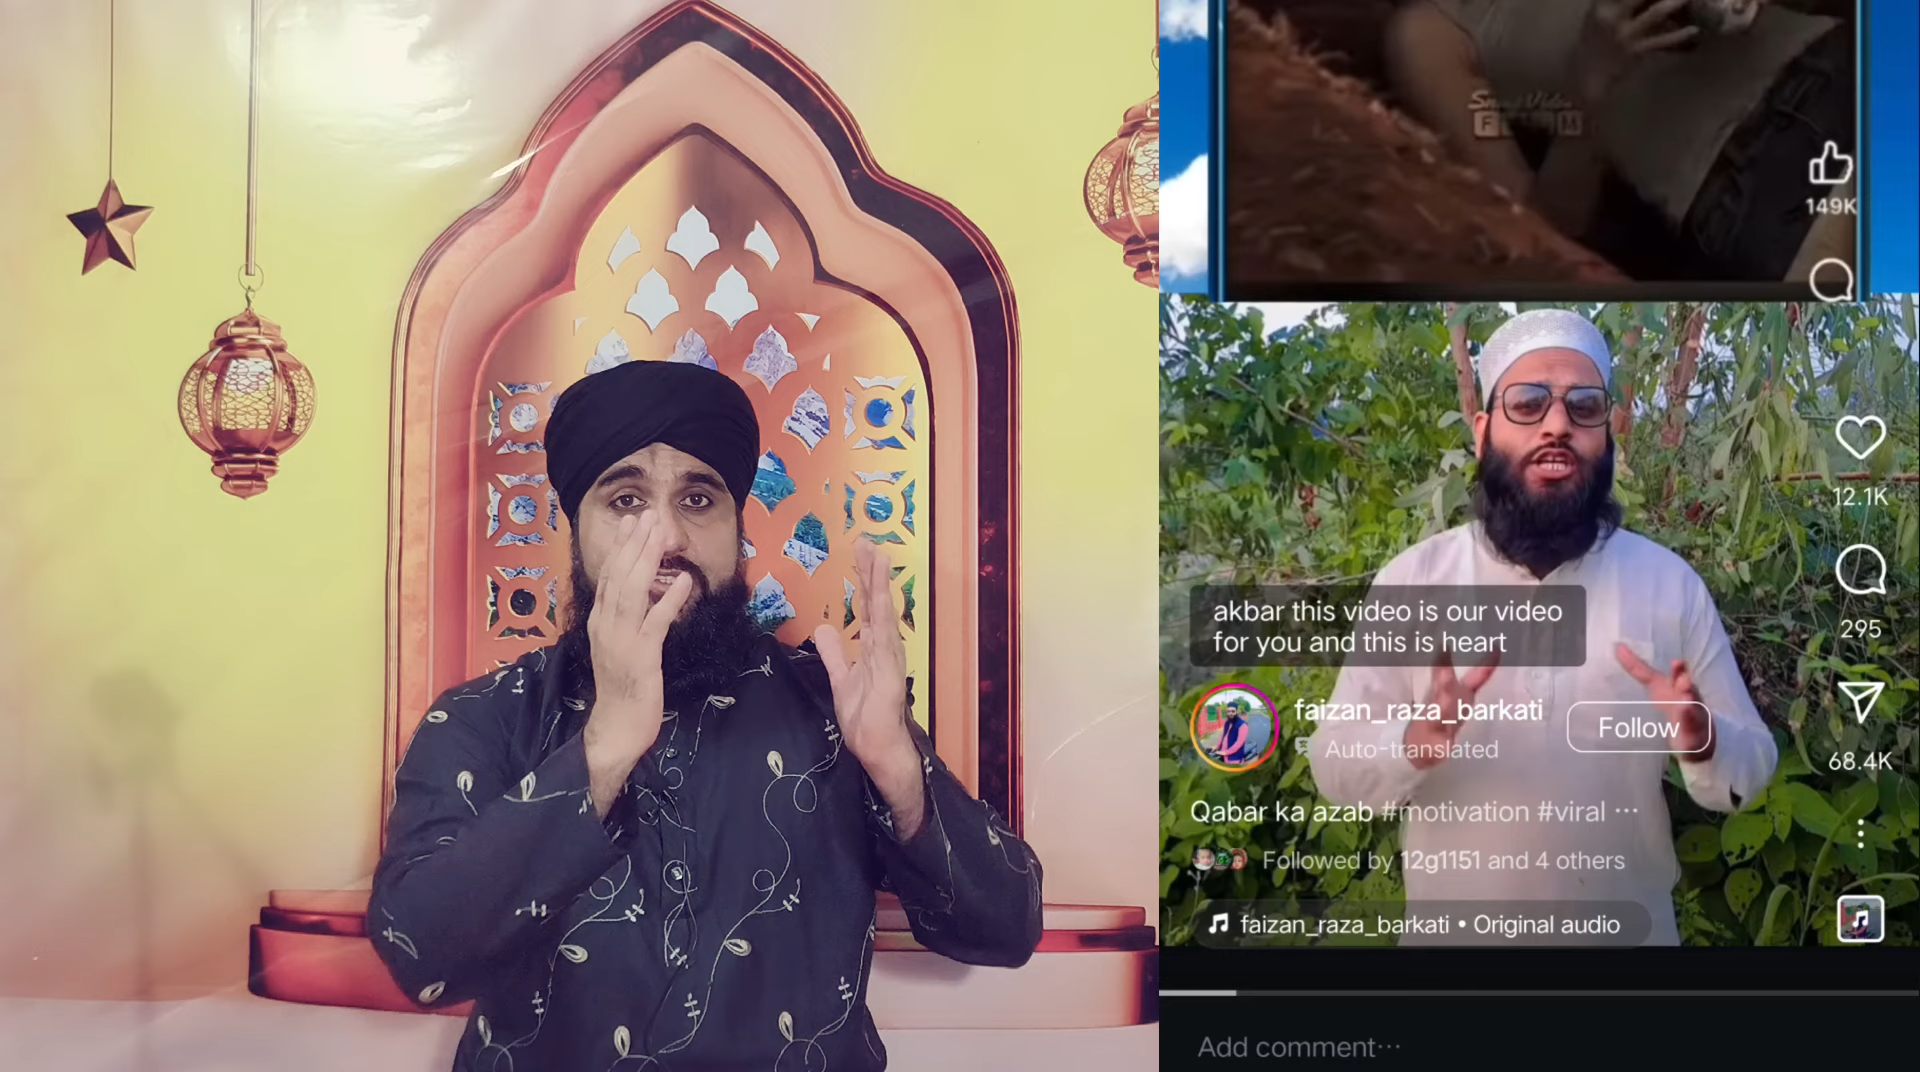 149K
12.1K
akbar this video is our video
for you and this is heart
295
faizan_raza_barkati
Follow
Auto-translated
68.4K
Qabar ka azab #motivation #viral ···
Followed by 12g1151 and 4 others
faizan_raza_barkati • Original audio
Add comment···